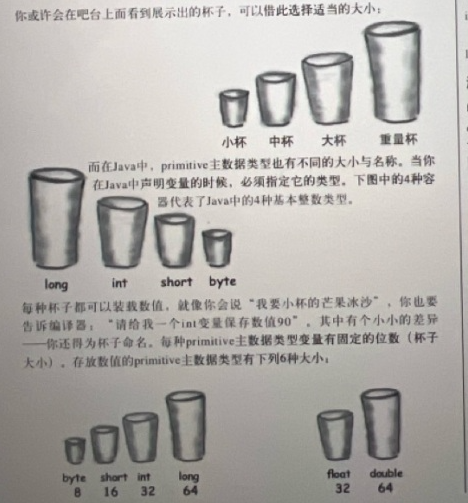 你或许会在吧台上面看到展示出的杯子，可以借此选择适当的大小：
小杯 中杯 大杯 重量杯
而在Java中，primitive主数据类型也有不同的大小与名称。当你
在Java中声明变量的时候，必须指定它的类型。下图中的4种容
器代表了Java中的4种基本整数类型。
long int short byte
每种杯子都可以装载数值，就像你会说“我要小杯的芒果冰沙”，你也要
告诉编译器：“请给我一个int变量保存数值90”。其中有个小小的差异
——你还得为杯子命名。每种primitive主数据类型变量有固定的位数（杯子
大小）。存放数值的primitive主数据类型有下列6种大小：
byte short int long float double
8 16 32 64 32 64